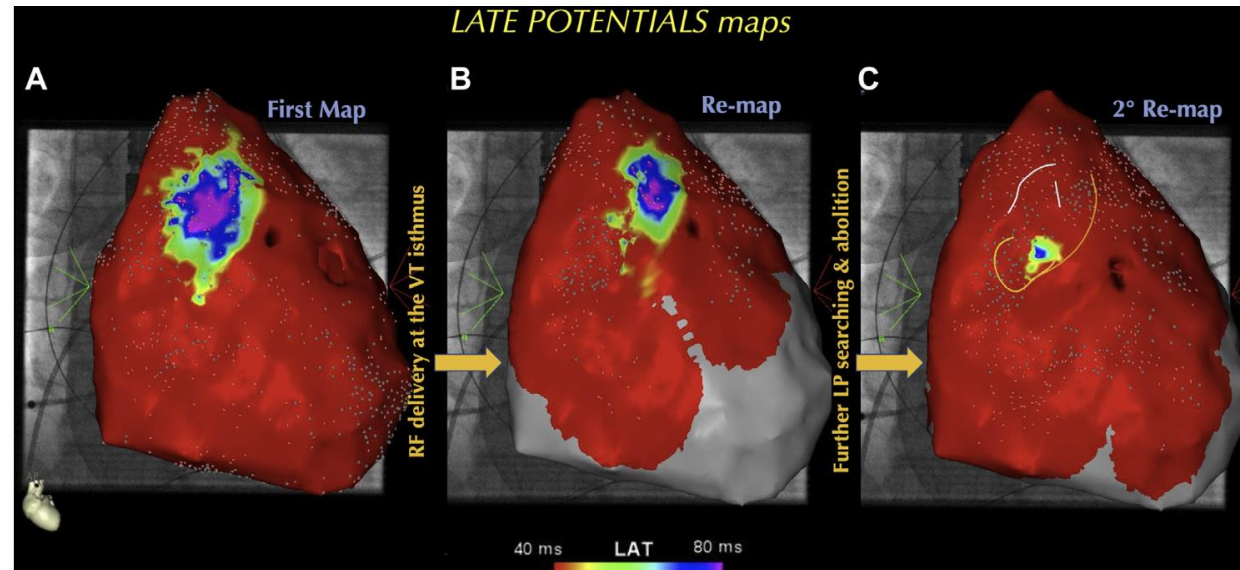 LATE POTENTIALS maps
A
First Map
RF delivery at the VT isthmus
B
Re-map
Further LP searching & abolition
C
2° Re-map
40 ms LAT 80 ms